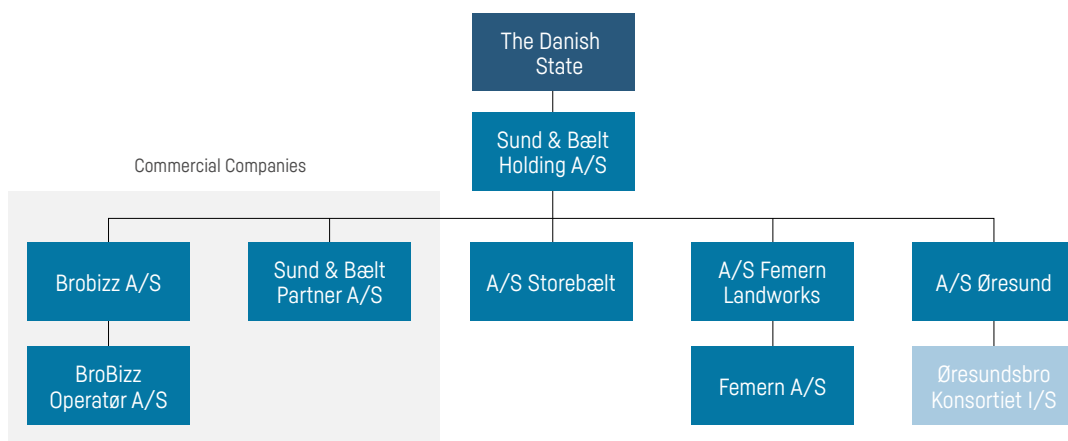 The Danish
State
Sund & Bælt
Holding A/S
Commercial Companies
Brobizz A/S
Sund & Bælt
Partner A/S
A/S Storebælt
A/S Femern
Landworks
A/S Øresund
BroBizz
Operatør A/S
Femern A/S
Øresundsbro
Konsortiet I/S